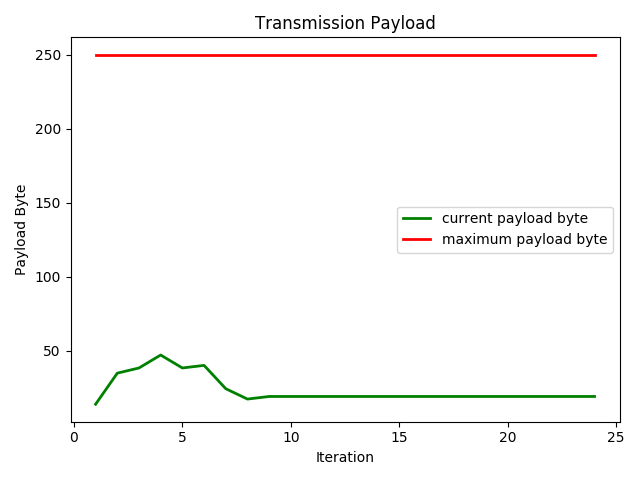 Transmission Payload
250
200
150
100
50
Payload Byte
current payload byte
maximum payload byte
0 5 10 15 20 25
Iteration